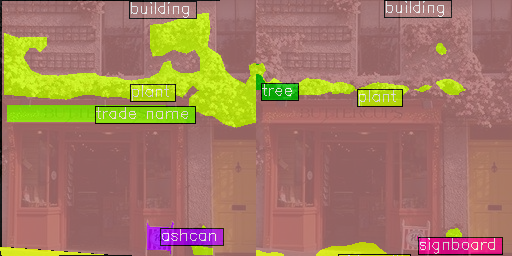 building
building
plant
tree
plant
trade name
ashcan
signboard